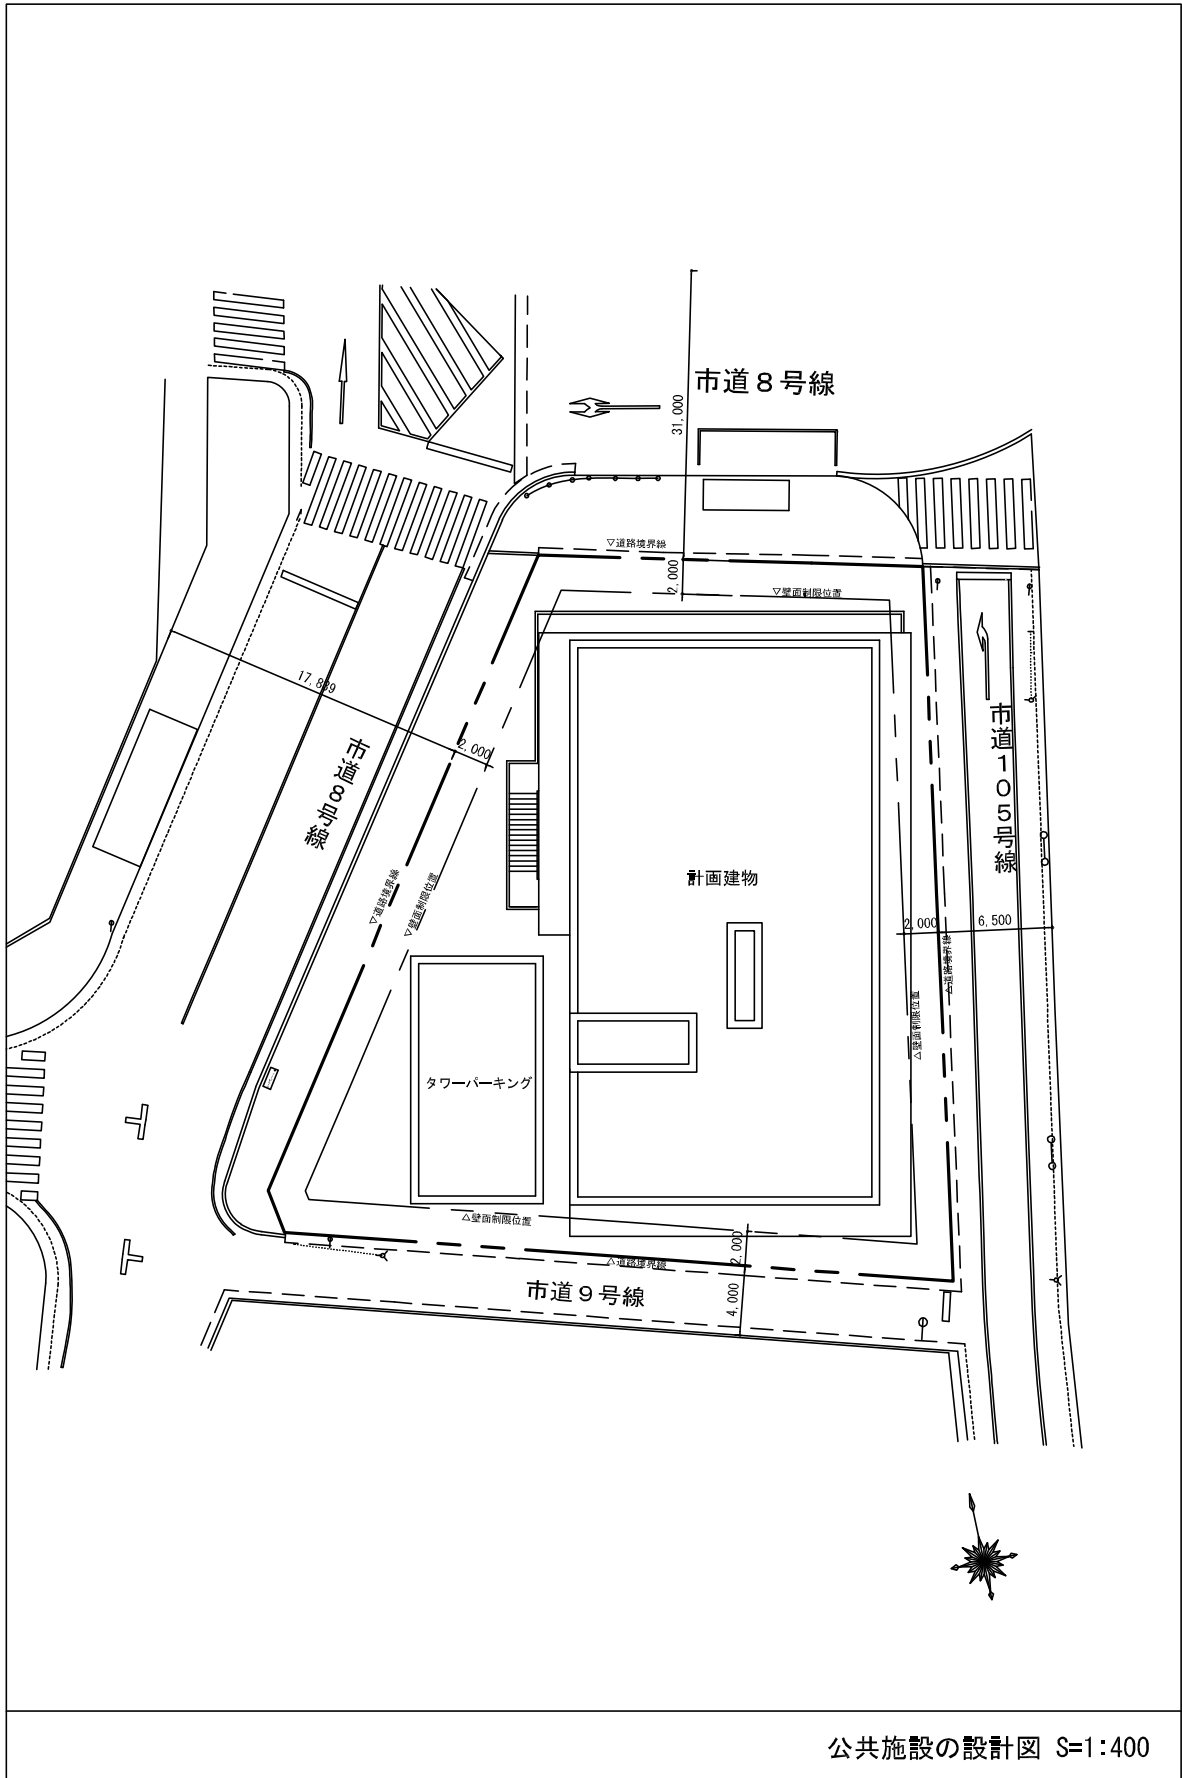 市道８号線
31,000
▽道路境界線
2,000
▽壁面制限位置
17,889
2,000
市道８号線
市道１０５号線
計画建物
▽道路境界線
▽壁面制限位置
2,000
6,500
△道路境界線
△壁面制限位置
タワーパーキング
△壁面制限位置
2,000
△道路境界線
市道９号線
4,000
公共施設の設計図 S=1:400